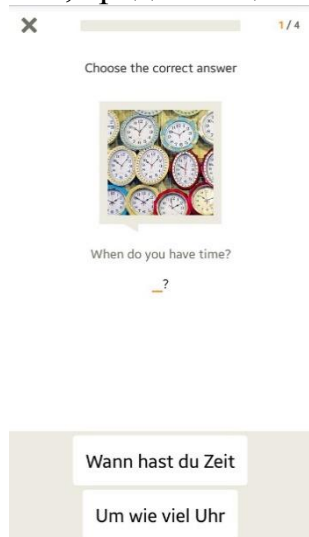 1 / 4
Choose the correct answer
When do you have time?
_?
Wann hast du Zeit
Um wie viel Uhr